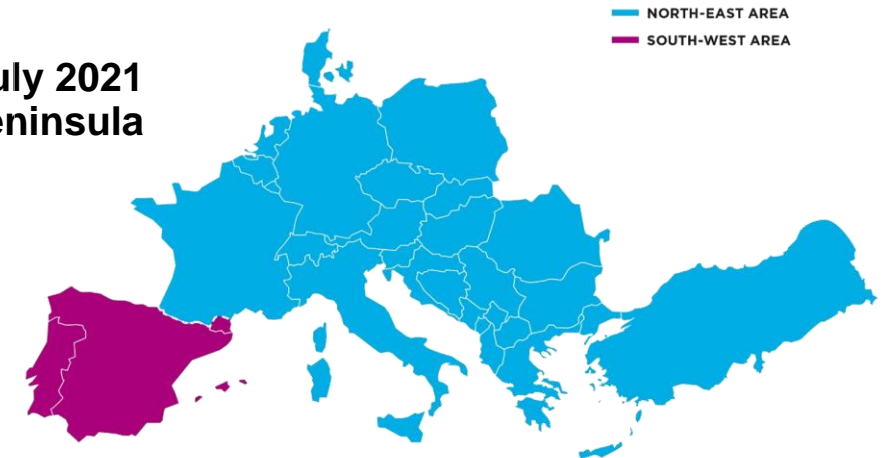 NORTH-EAST AREA
SOUTH-WEST AREA
uly 2021
eninsula